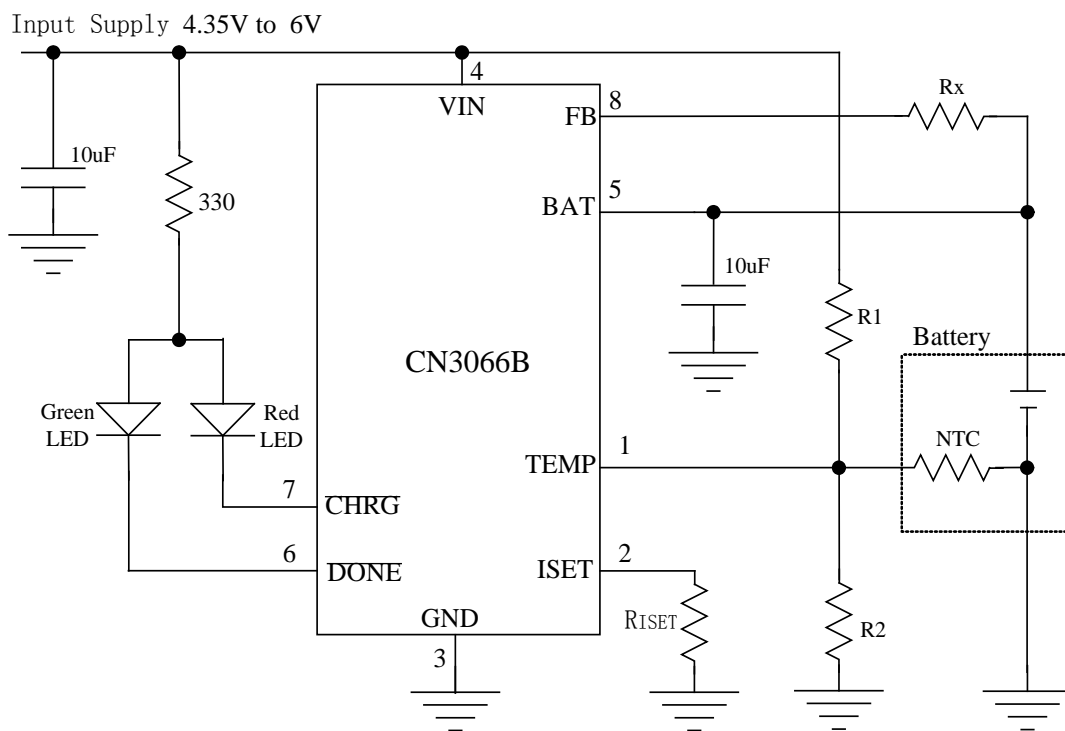 Input Supply 4.35V to 6V
4
VIN
8
FB
Rx
10uF
330
5
BAT
10uF
R1
CN3066B
Battery
Green
LED
Red
LED
NTC
1
TEMP
7
CHRG
6
DONE
2
ISET
RISET
R2
GND
3